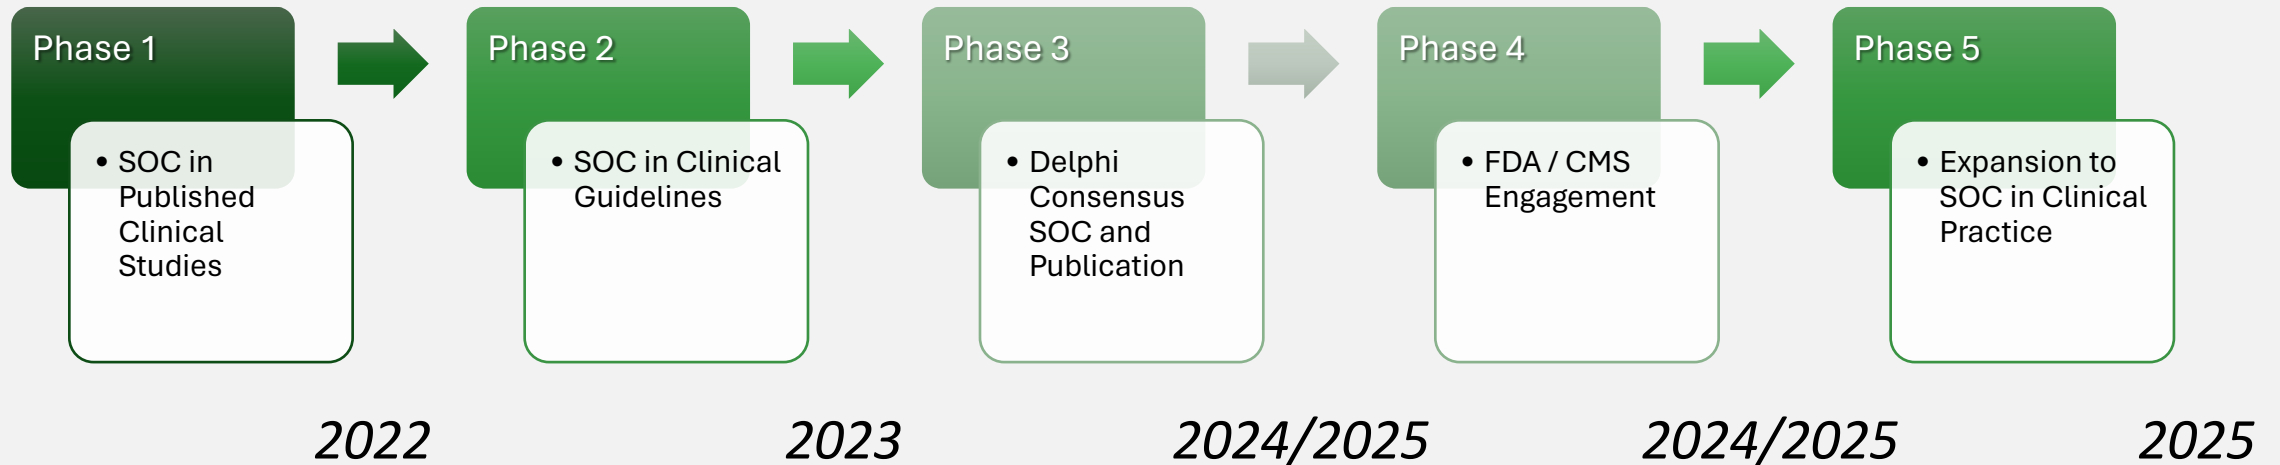 Phase 1
• SOC in
Published
Clinical
Studies
Phase 2
• SOC in Clinical
Guidelines
Phase 3
• Delphi
Consensus
SOC and
Publication
Phase 4
• FDA / CMS
Engagement
Phase 5
• Expansion to
SOC in Clinical
Practice
2022
2023
2024/2025
2024/2025
2025